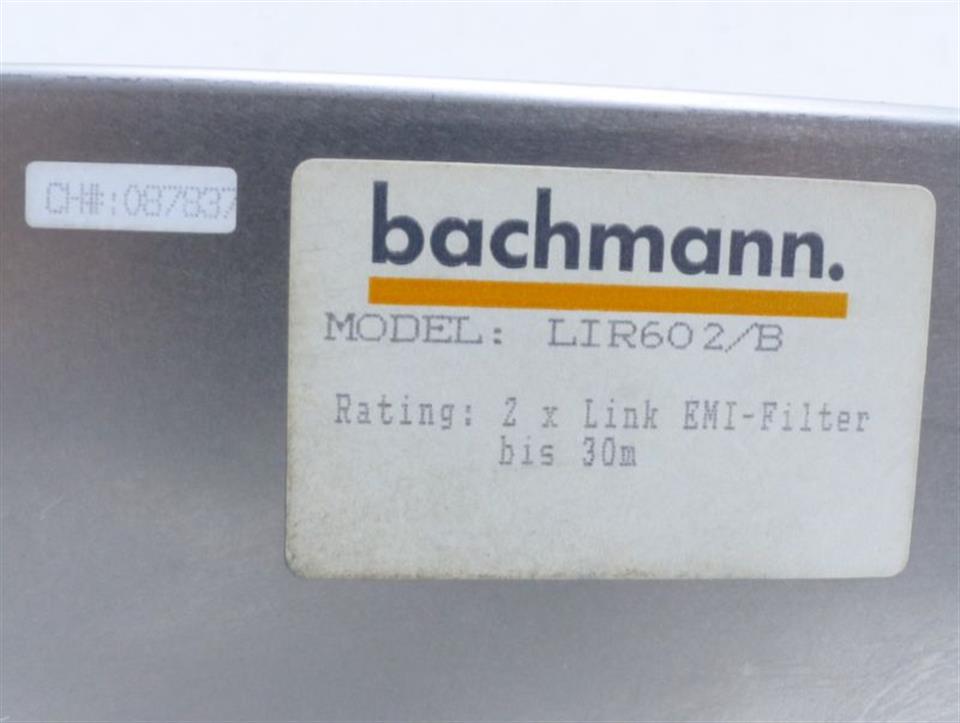 CH#:087837
bachmann.
MODEL: LIR602/B
Rating: 2 x Link EMI-Filter
bis 30m